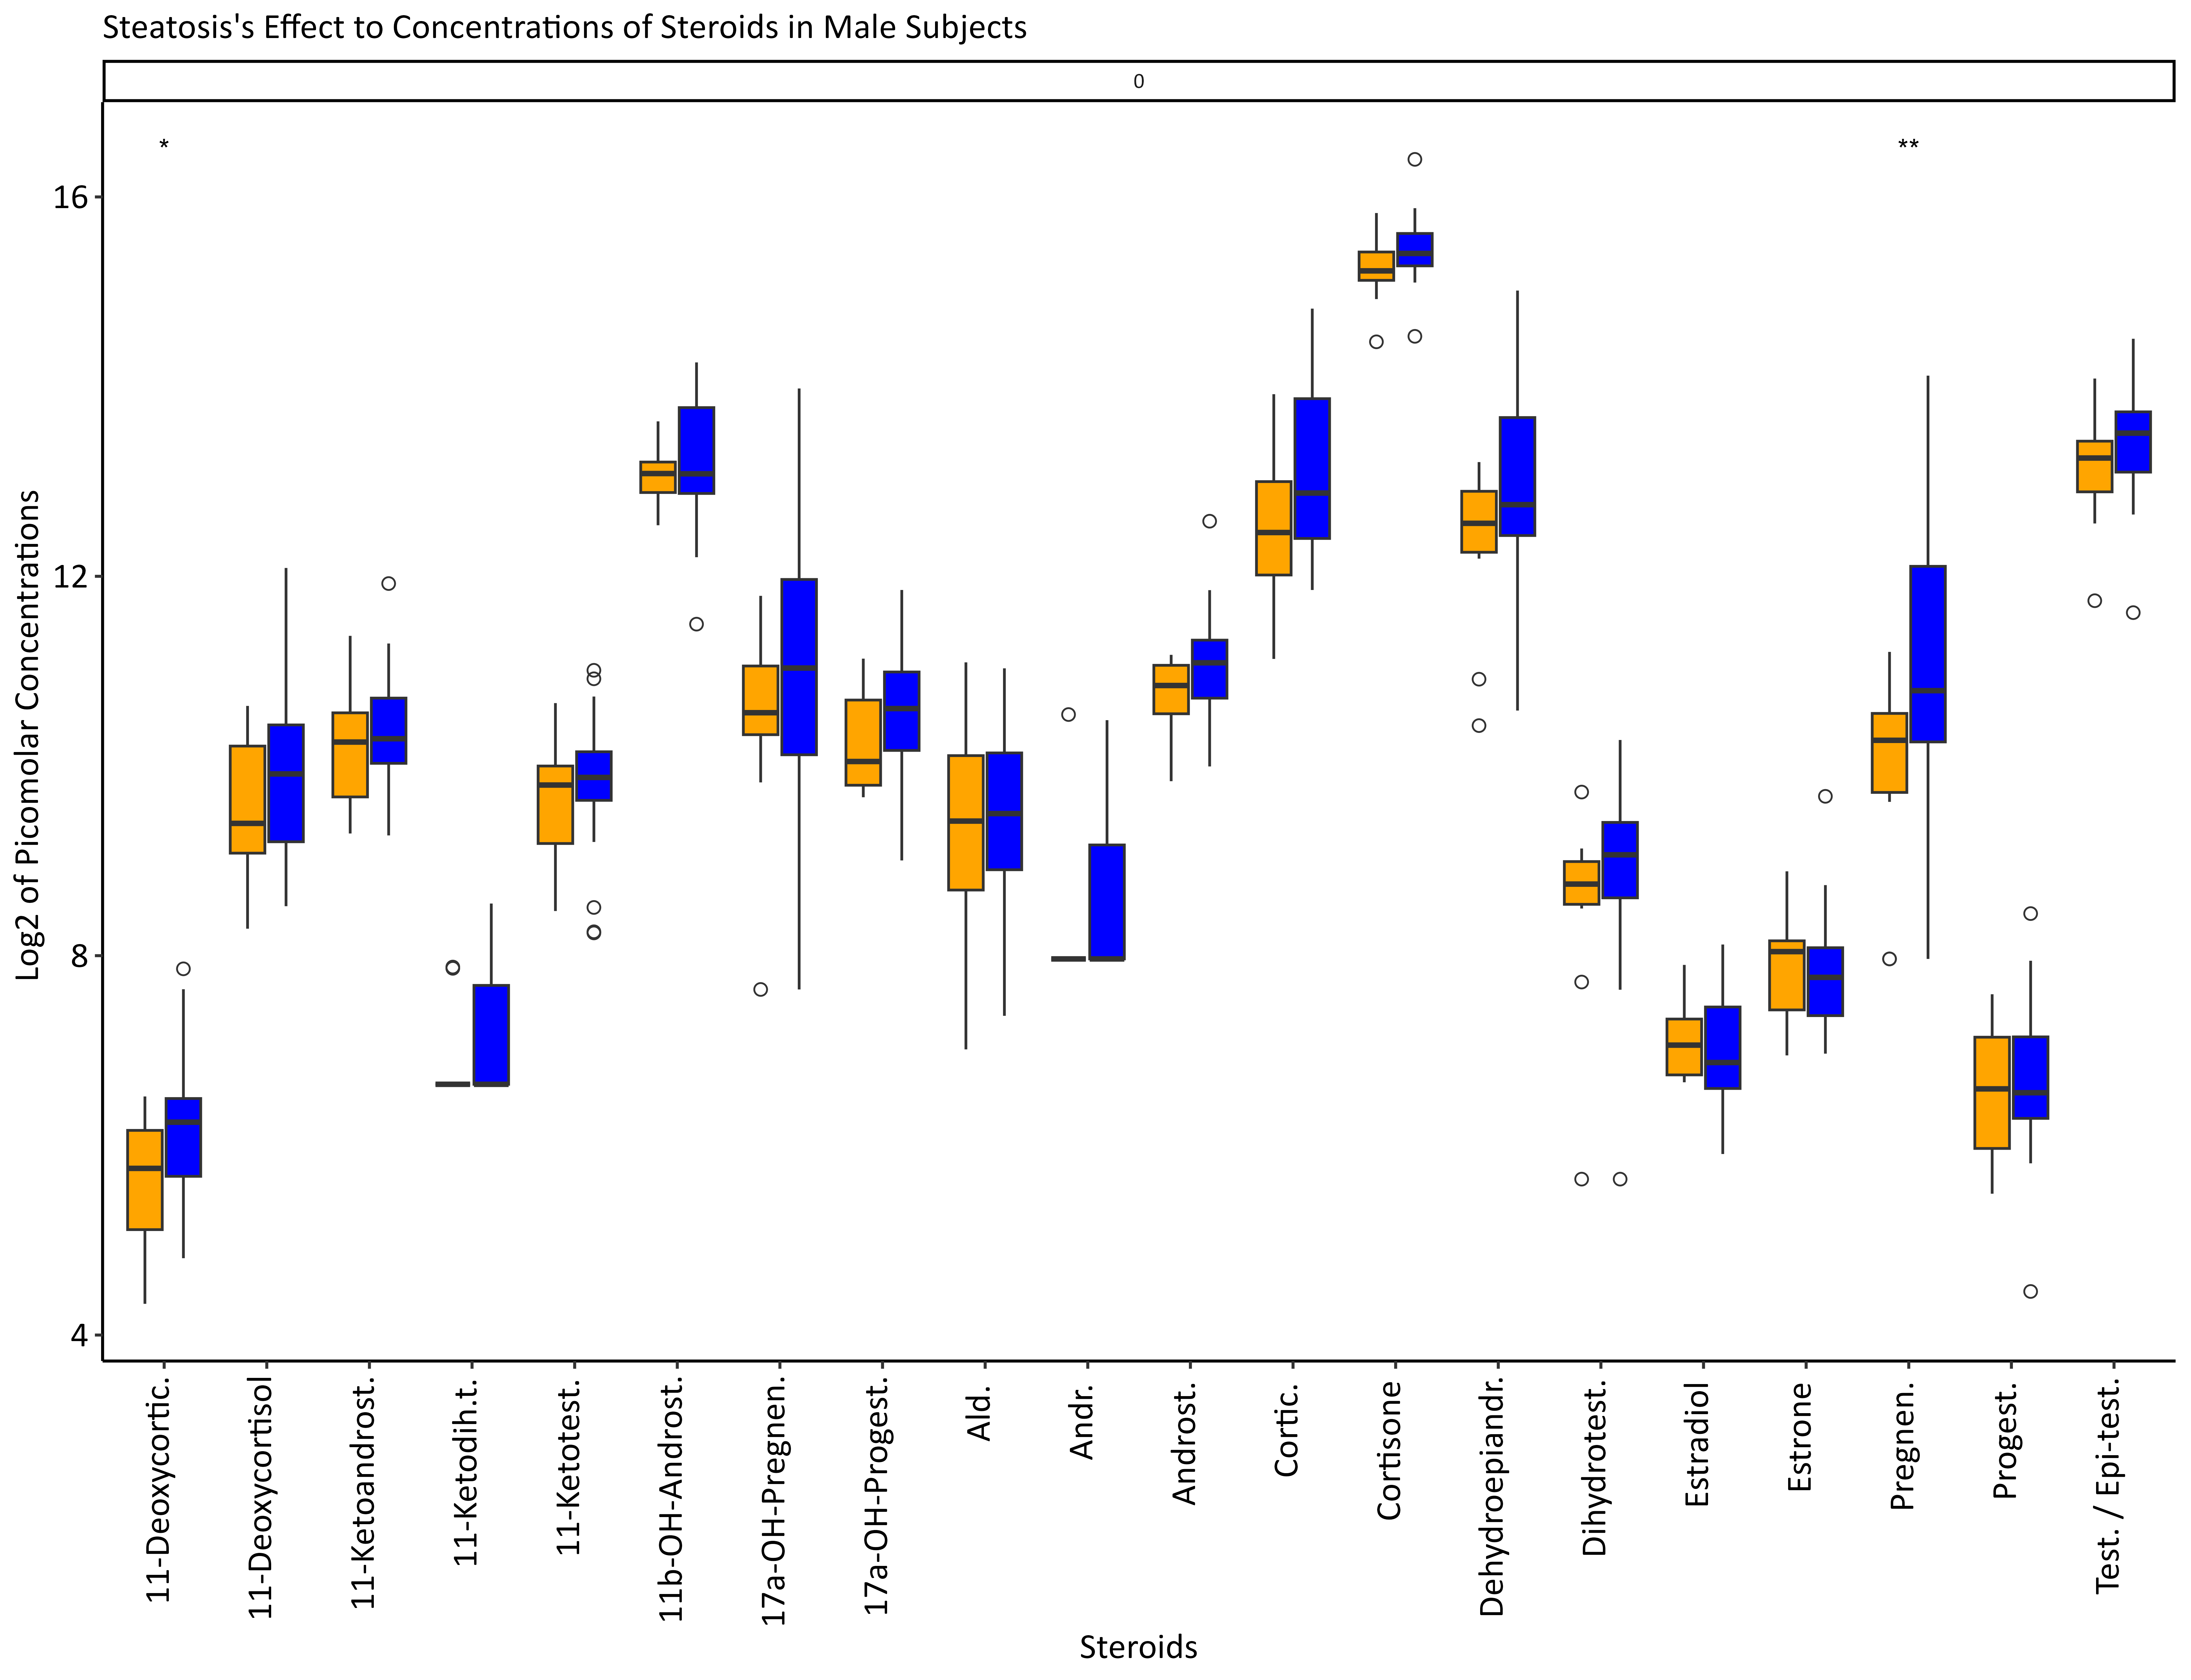 Steatosis's Effect to Concentrations of Steroids in Male Subjects
0
* **
16
12
8
4
Log2 of Picomolar Concentrations
11-Deoxycortic.
11-Deoxycortisol
11-Ketoandrost.
11-Ketodih.t.
11-Ketotest.
11b-OH-Androst.
17a-OH-Pregnen.
17a-OH-Progest.
Ald.
Andr.
Androst.
Cortic.
Cortisone
Dehydroepiandr.
Dihydrotest.
Estradiol
Estrone
Pregnen.
Progest.
Test. / Epi-test.
Steroids